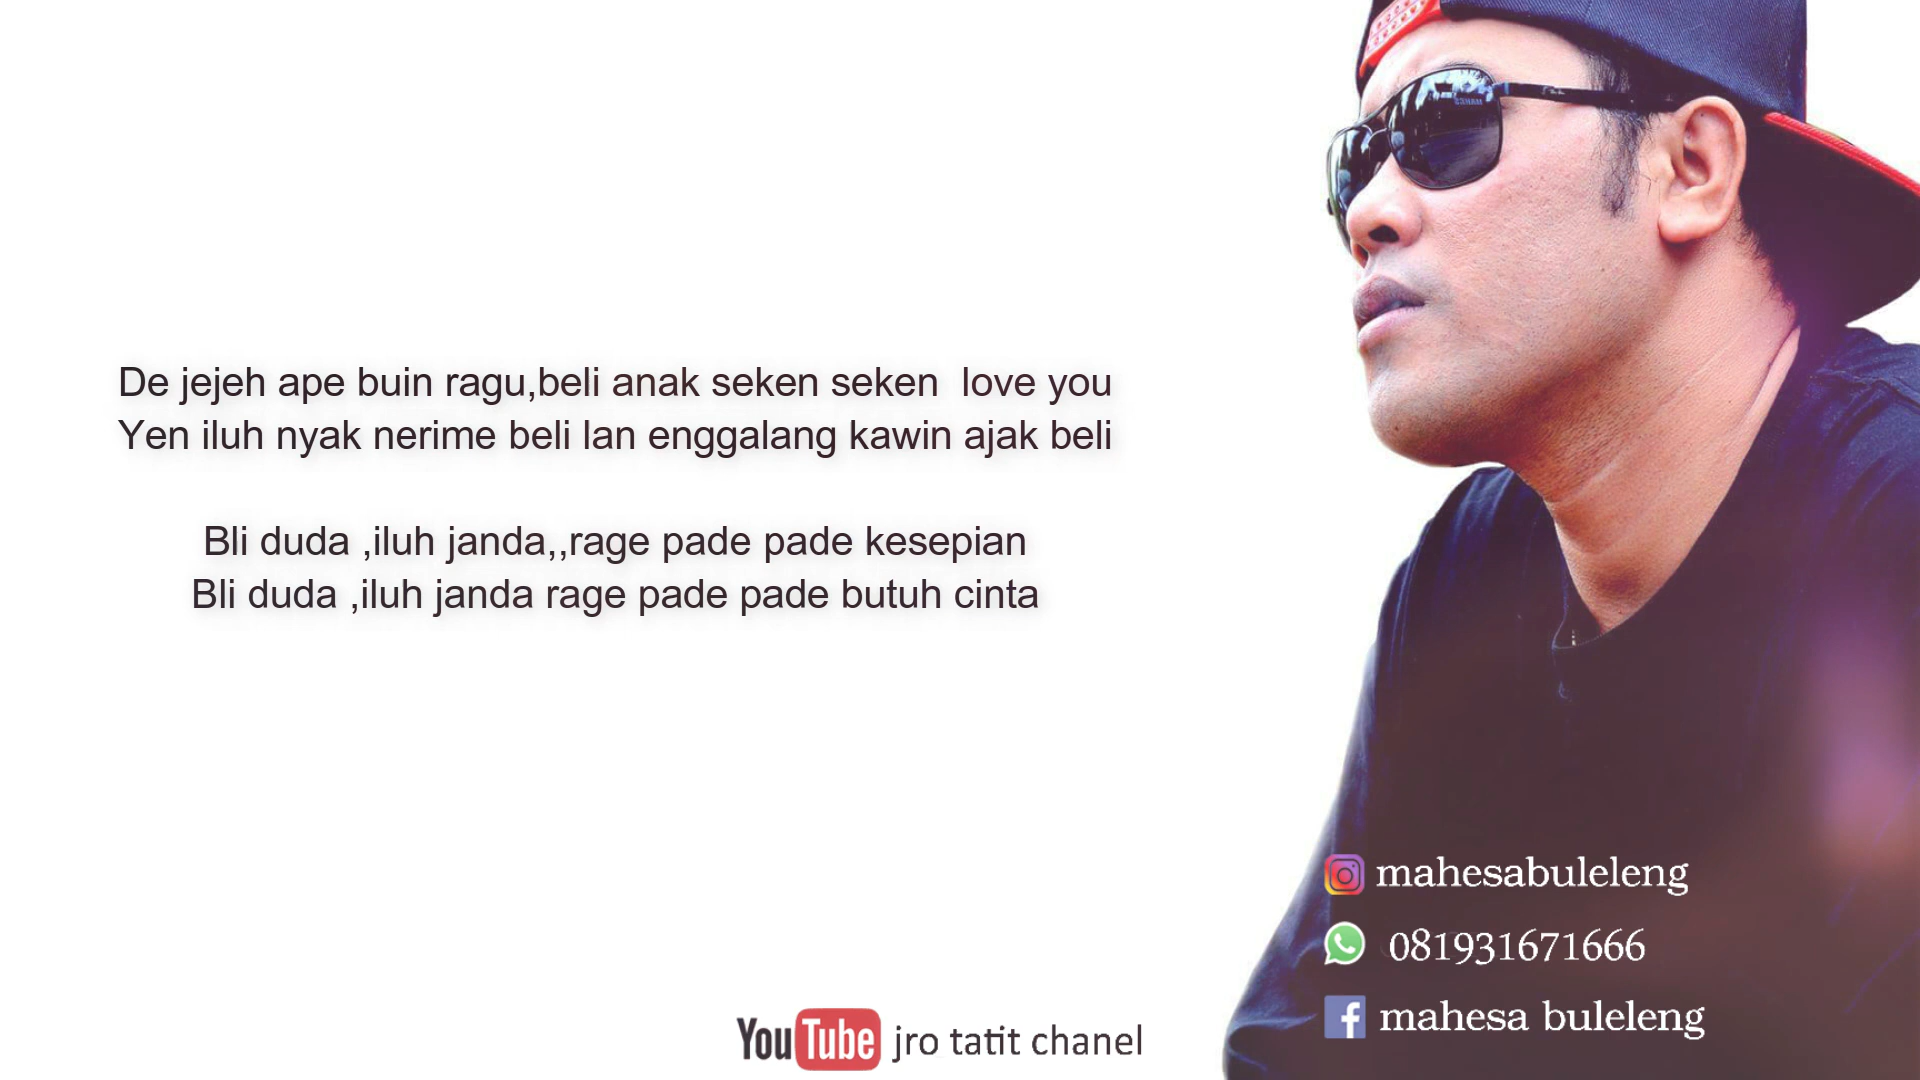 De jejeh ape buin ragu,beli anak seken seken  love you
Yen iluh nyak nerime beli lan enggalang kawin ajak beli
Bli duda ,iluh janda,,rage pade pade kesepian
Bli duda ,iluh janda rage pade pade butuh cinta
mahesabuleleng
081931671666
mahesa buleleng
YouTube jro tatit chanel